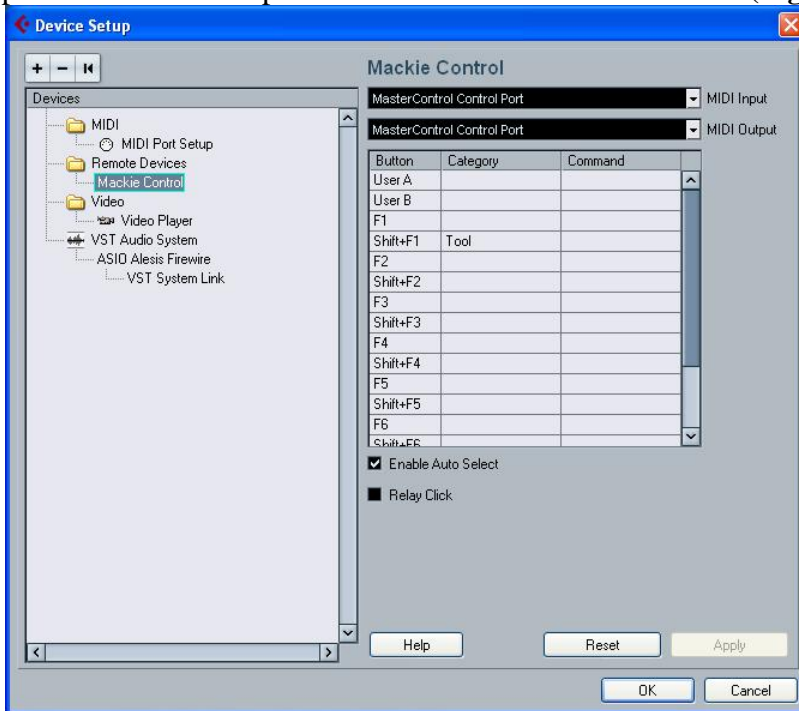 Device Setup
+ - 
Devices
MIDI
MIDI Port Setup
Remote Devices
Mackie Control
Video
Video Player
VST Audio System
ASIO Alesis Firewire
VST System Link
Mackie Control
MasterControl Control Port MIDI Input
MasterControl Control Port MIDI Output
Button Category Command
User A
User B
F1
Shift+F1 Tool
F2
Shift+F2
F3
Shift+F3
F4
Shift+F4
F5
Shift+F5
F6
Shift+F6
Enable Auto Select
Relay Click
Help Reset Apply
OK Cancel